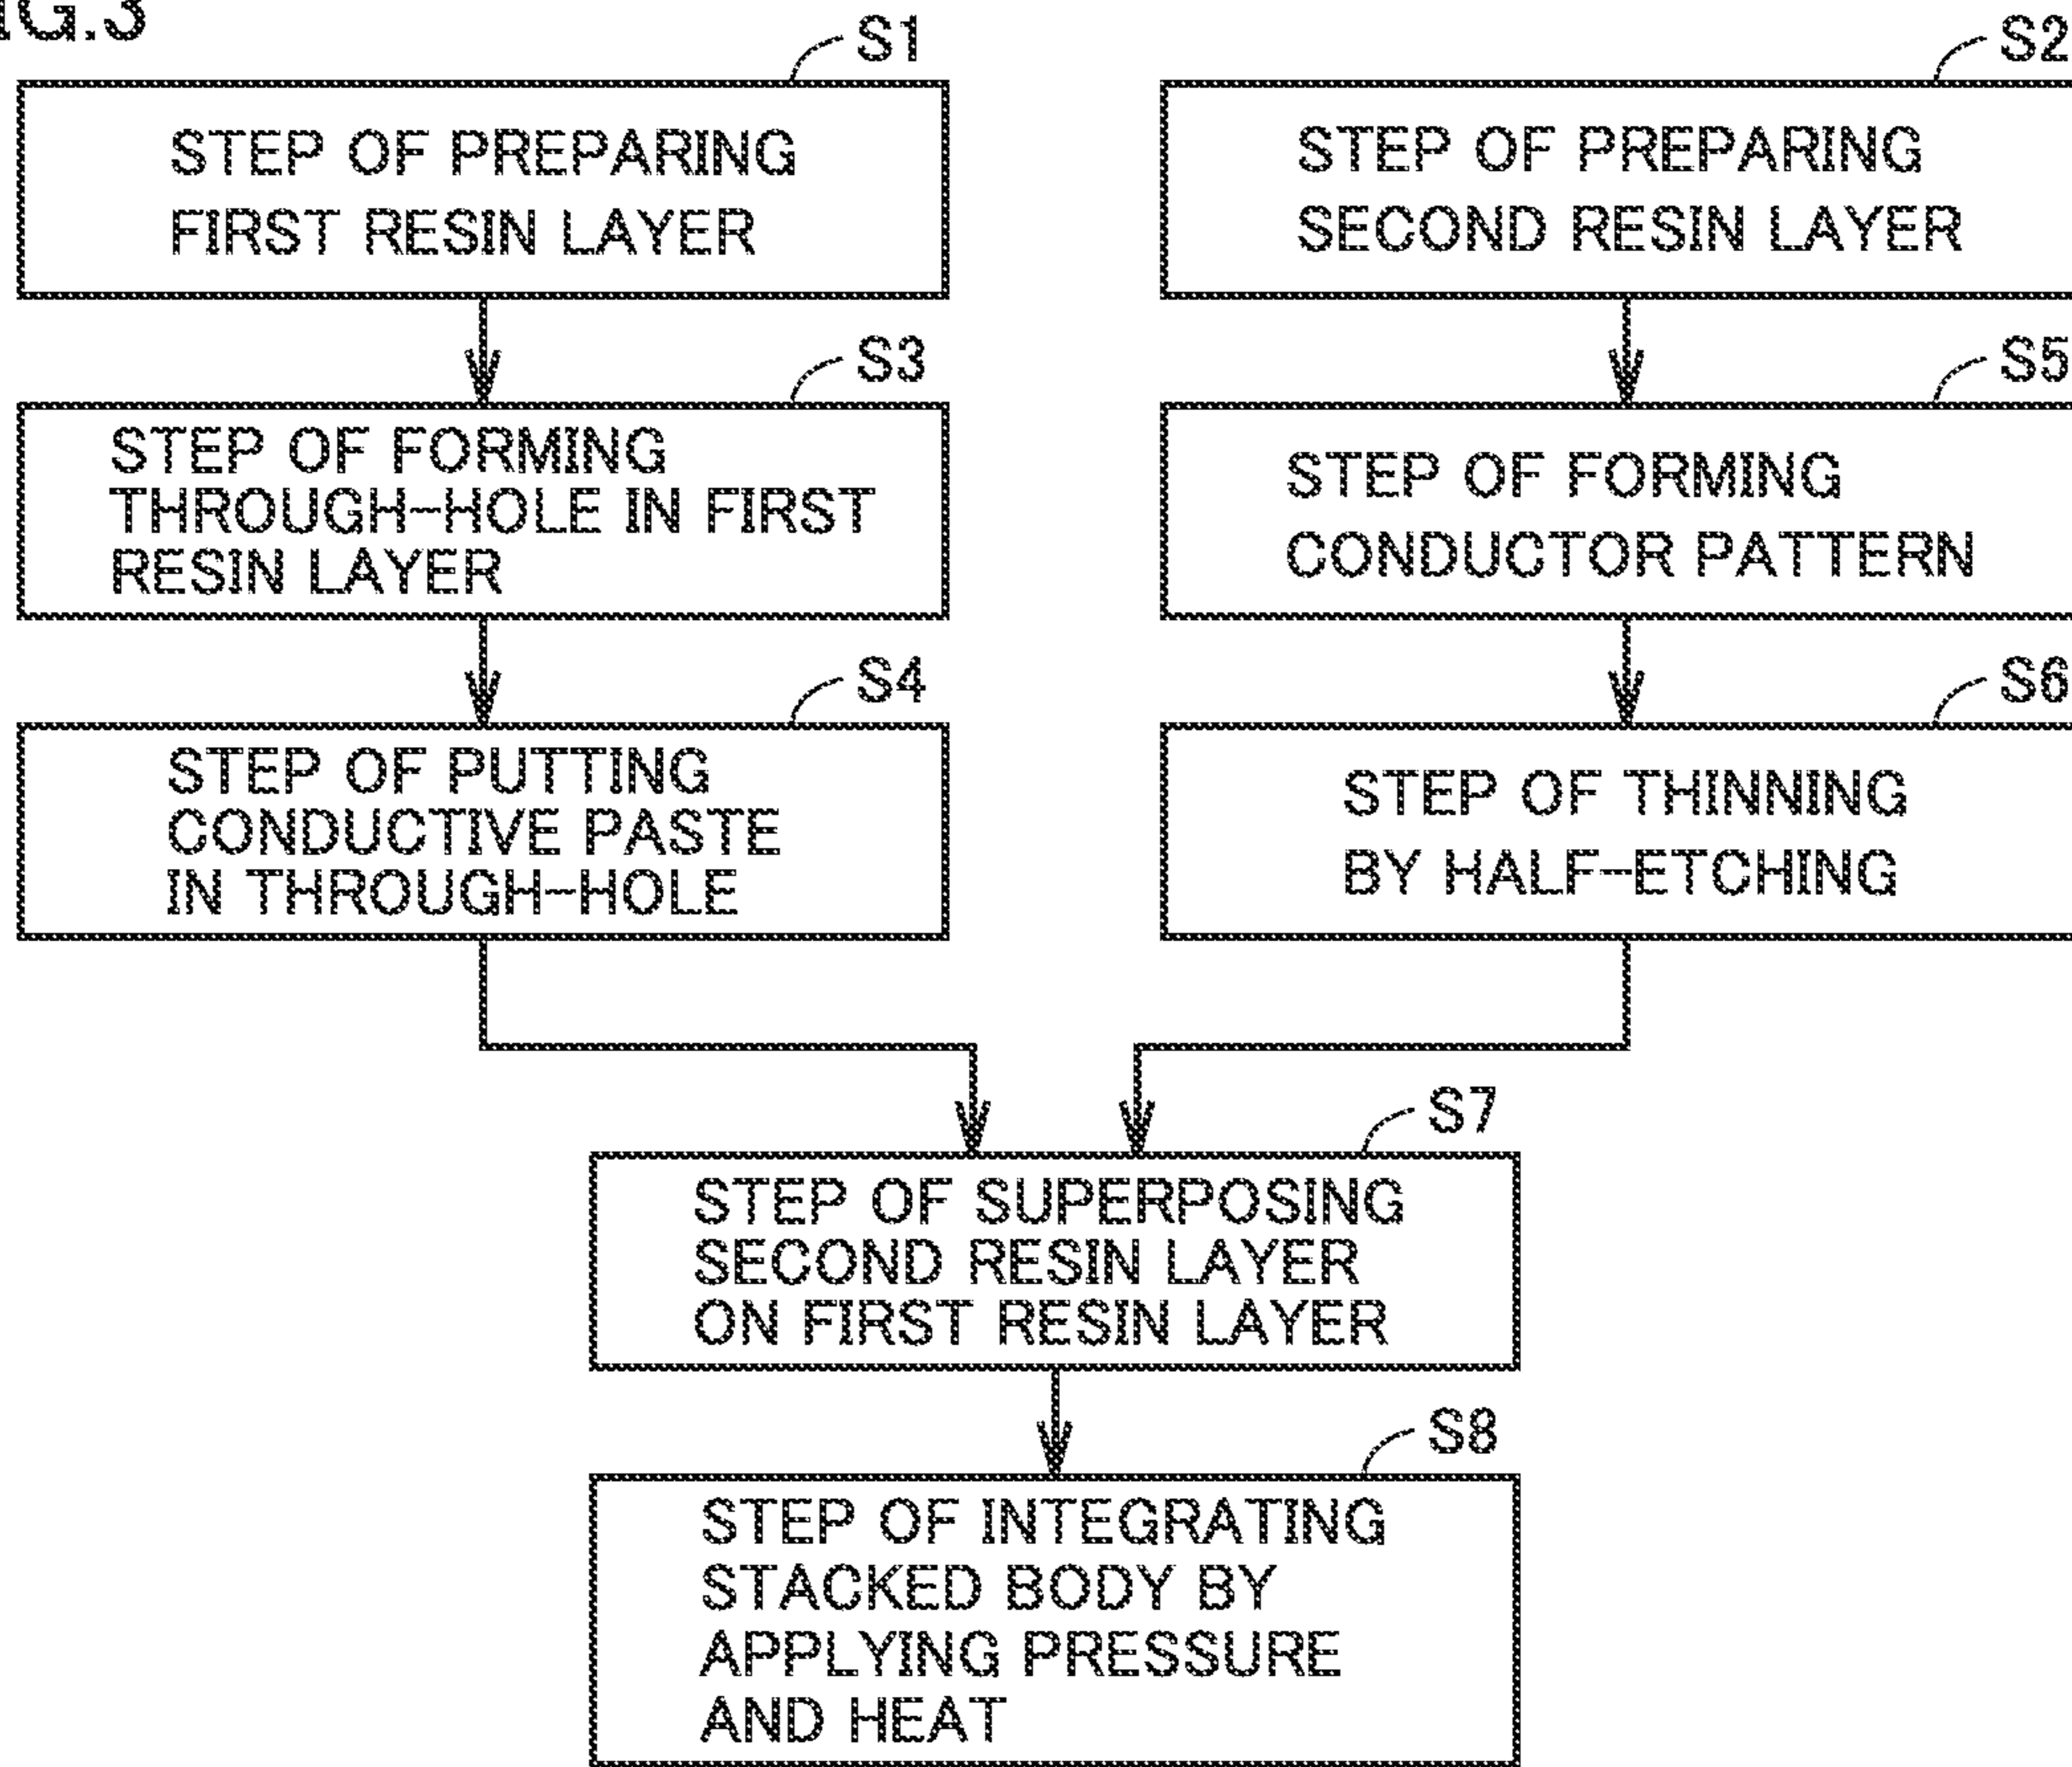 FIG.3
S1
STEP OF PREPARING
FIRST RESIN LAYER
S2
STEP OF PREPARING
SECOND RESIN LAYER
S3
STEP OF FORMING
THROUGH-HOLE IN FIRST
RESIN LAYER
S5
STEP OF FORMING
CONDUCTOR PATTERN
S4
STEP OF PUTTING
CONDUCTIVE PASTE
IN THROUGH-HOLE
S6
STEP OF THINNING
BY HALF-ETCHING
S7
STEP OF SUPERPOSING
SECOND RESIN LAYER
ON FIRST RESIN LAYER
S8
STEP OF INTEGRATING
STACKED BODY BY
APPLYING PRESSURE
AND HEAT